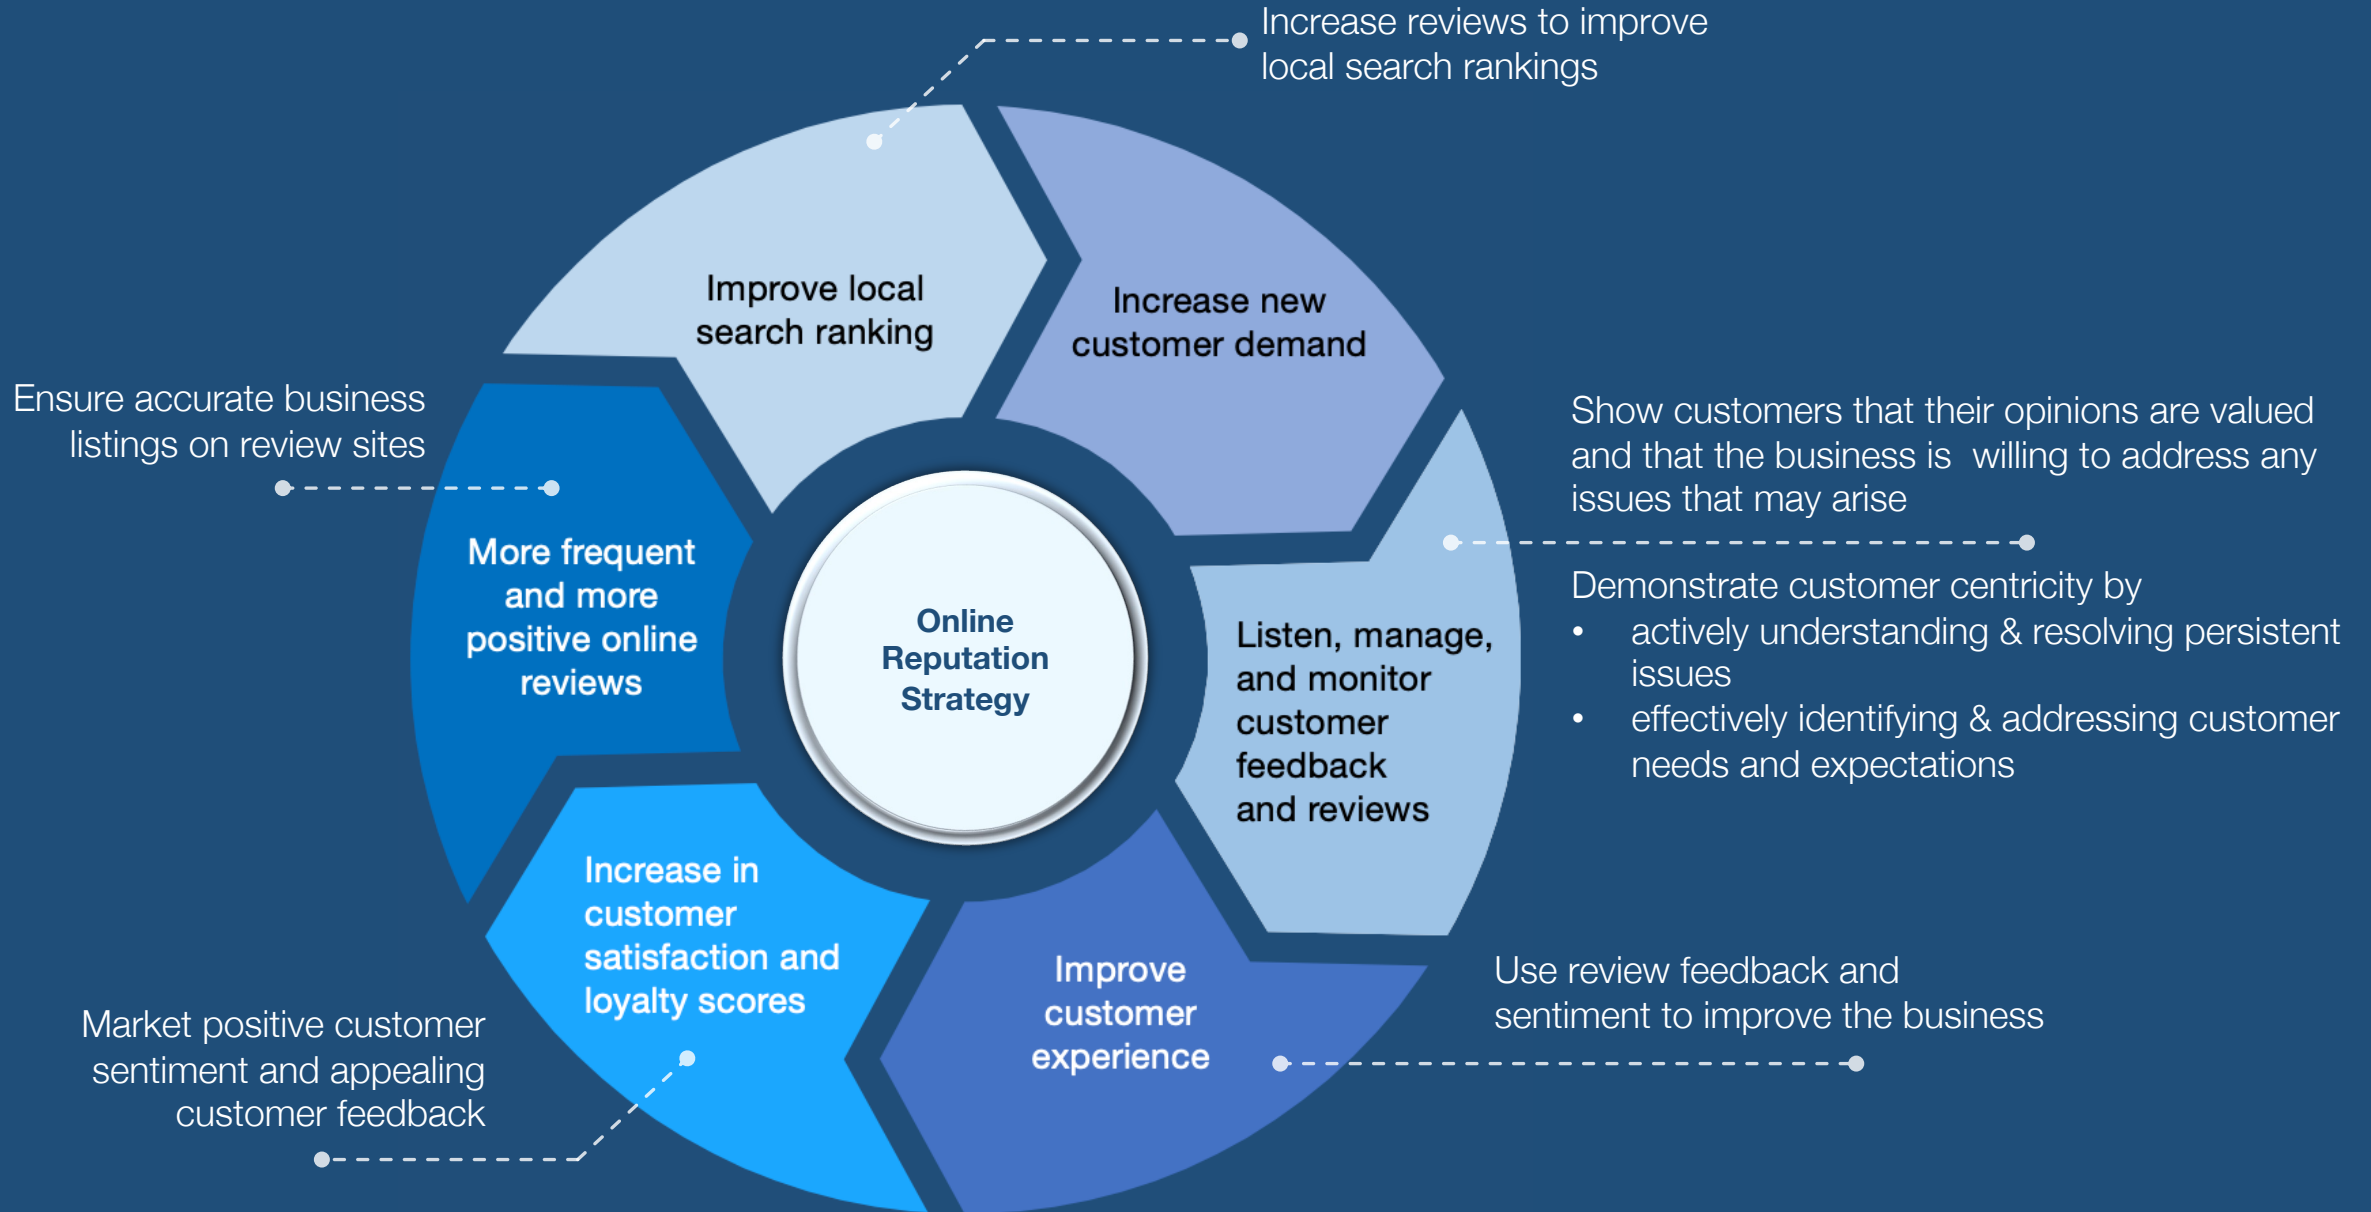 Increase reviews to improve
local search rankings
Improve local
search ranking
Increase new
customer demand
Ensure accurate business
listings on review sites
Show customers that their opinions are valued
and that the business is  willing to address any
issues that may arise
More frequent
and more
positive online
reviews
Online
Reputation
Strategy
Listen, manage,
and monitor
customer
feedback
and reviews
Demonstrate customer centricity by
• actively understanding & resolving persistent
issues
• effectively identifying & addressing customer
needs and expectations
Increase in
customer
satisfaction and
loyalty scores
Improve
customer
experience
Use review feedback and
sentiment to improve the business
Market positive customer
sentiment and appealing
customer feedback